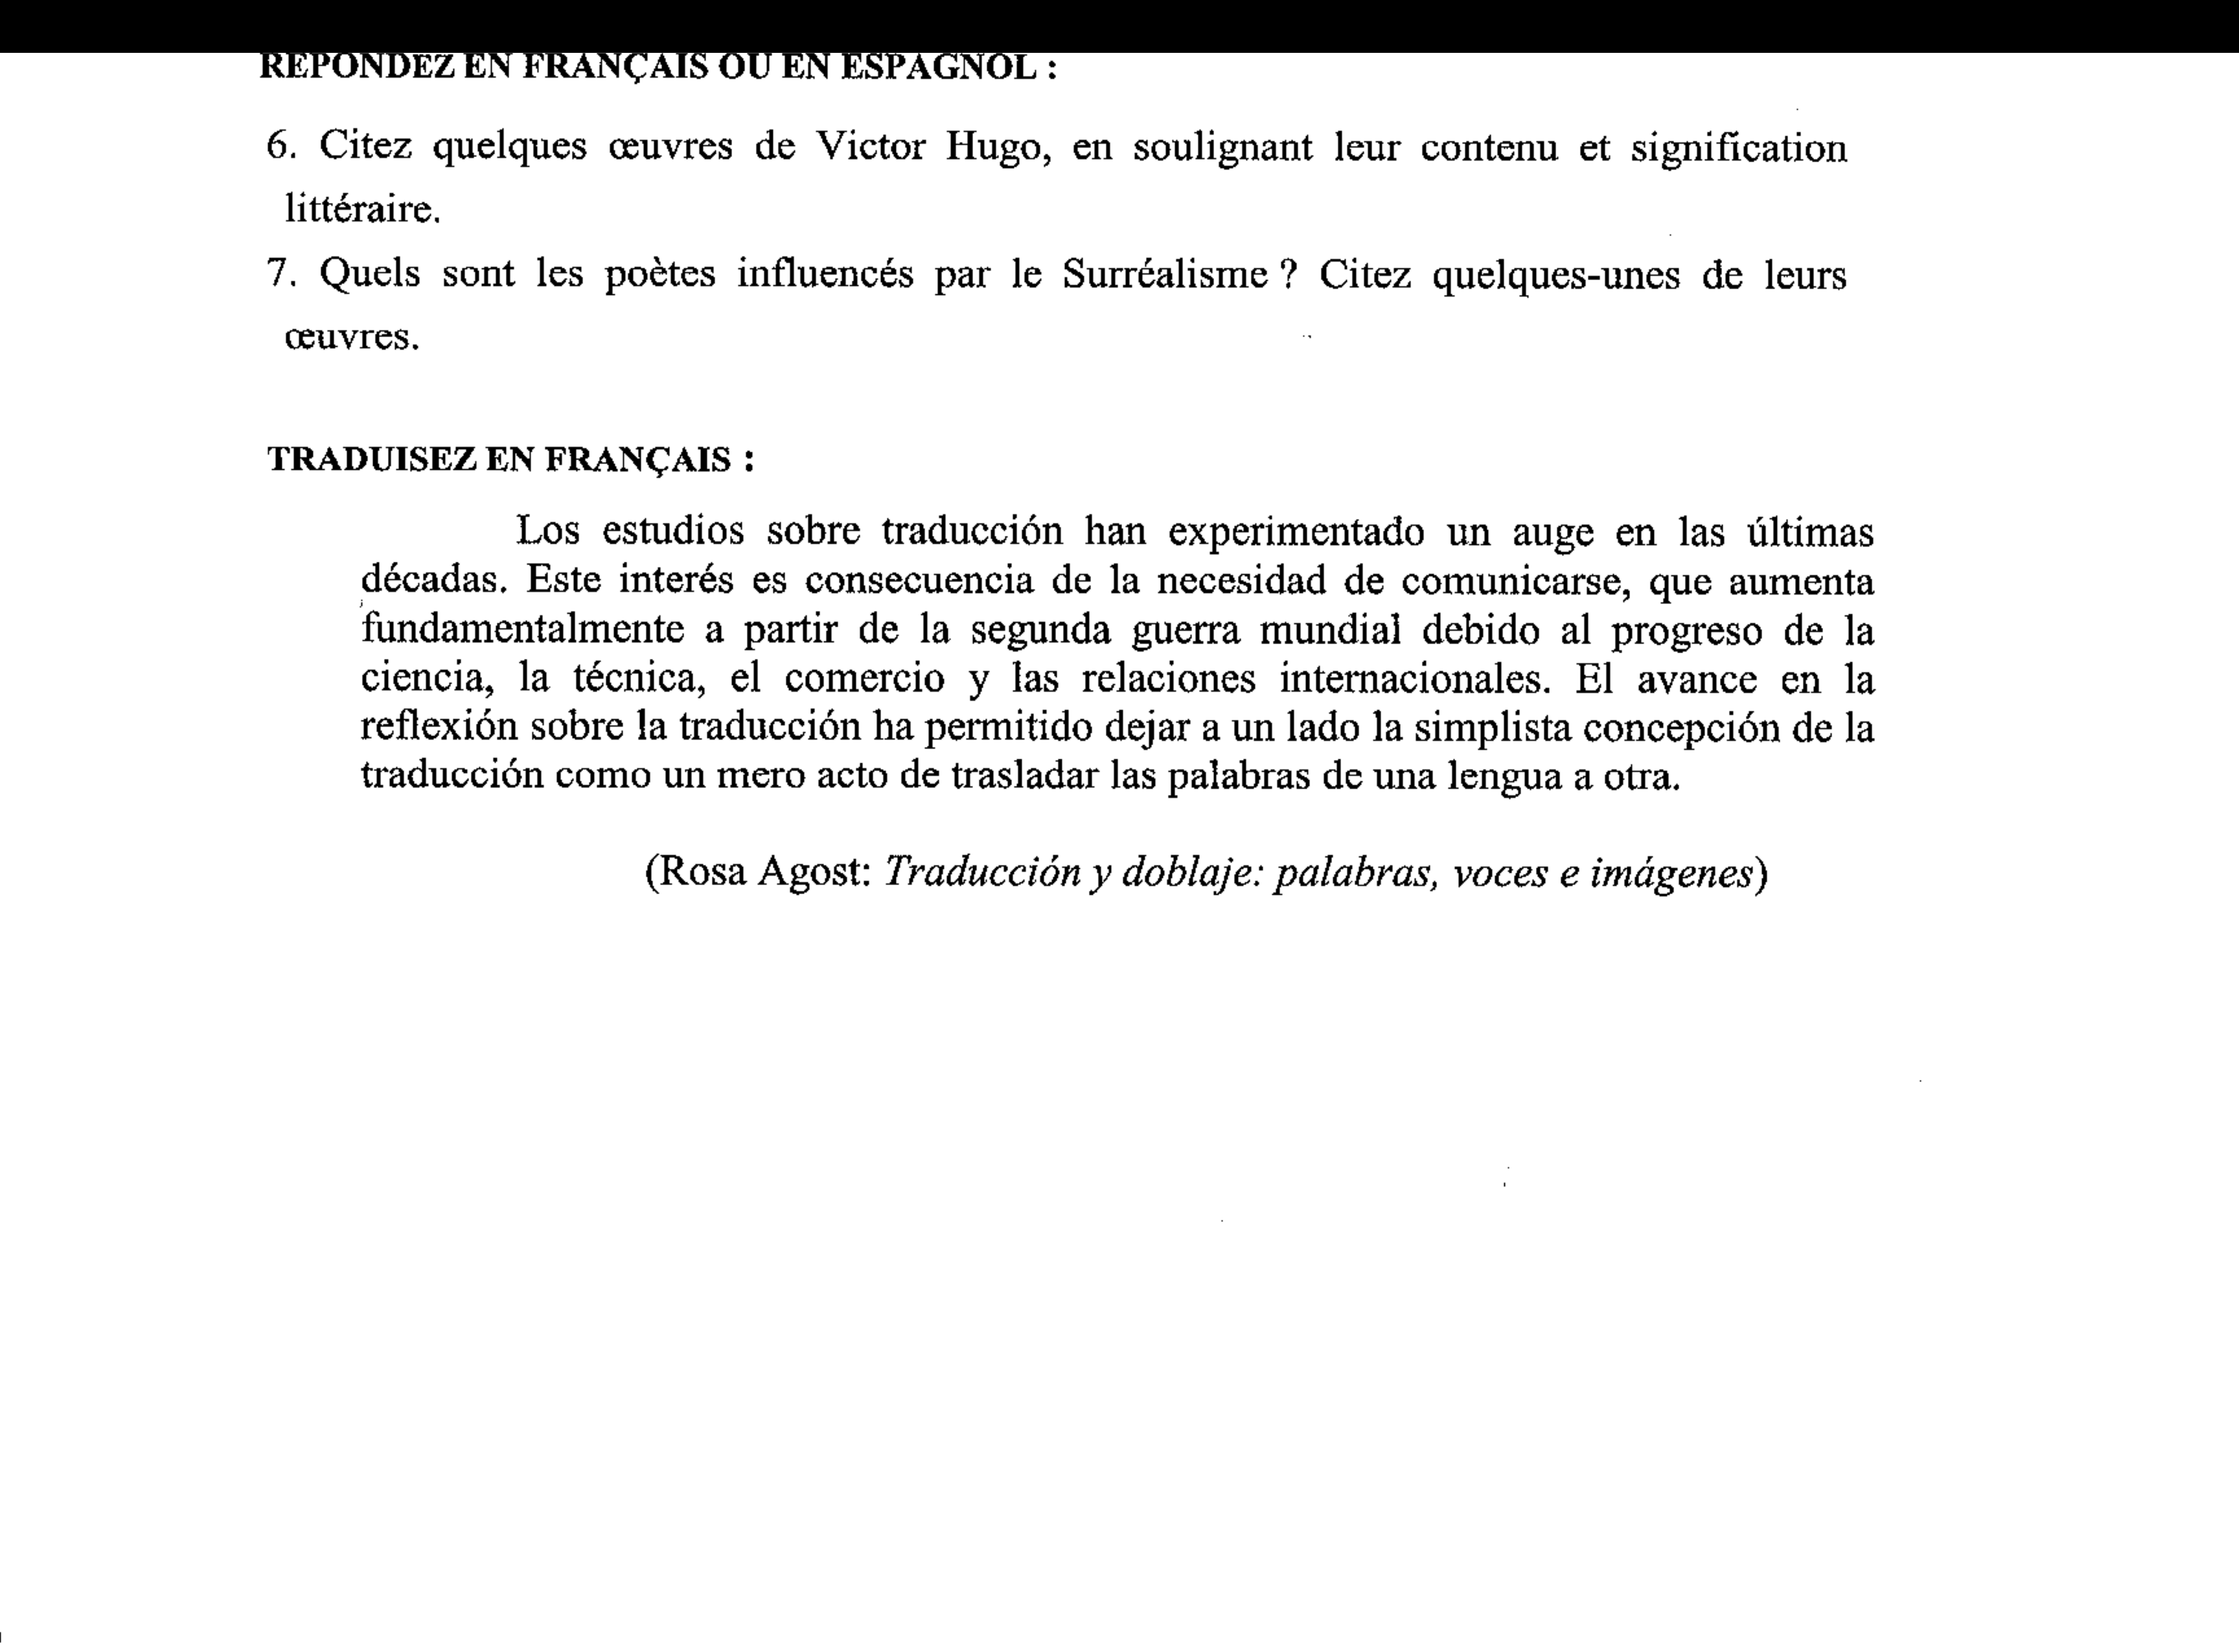 RÉPONDEZ EN FRANÇAIS OU EN ESPAGNOL :
6. Citez quelques œuvres de Victor Hugo, en soulignant leur contenu et signification
littéraire.
7. Quels sont les poètes influencés par le Surréalisme ? Citez quelques-unes de leurs
œuvres.
TRADUISEZ EN FRANÇAIS :
Los estudios sobre traducción han experimentado un auge en las últimas
décadas. Este interés es consecuencia de la necesidad de comunicarse, que aumenta
fundamentalmente a partir de la segunda guerra mundial debido al progreso de la
ciencia, la técnica, el comercio y las relaciones internacionales. El avance en la
reflexión sobre la traducción ha permitido dejar a un lado la simplista concepción de la
traducción como un mero acto de trasladar las palabras de una lengua a otra.
(Rosa Agost: Traducción y doblaje: palabras, voces e imágenes)